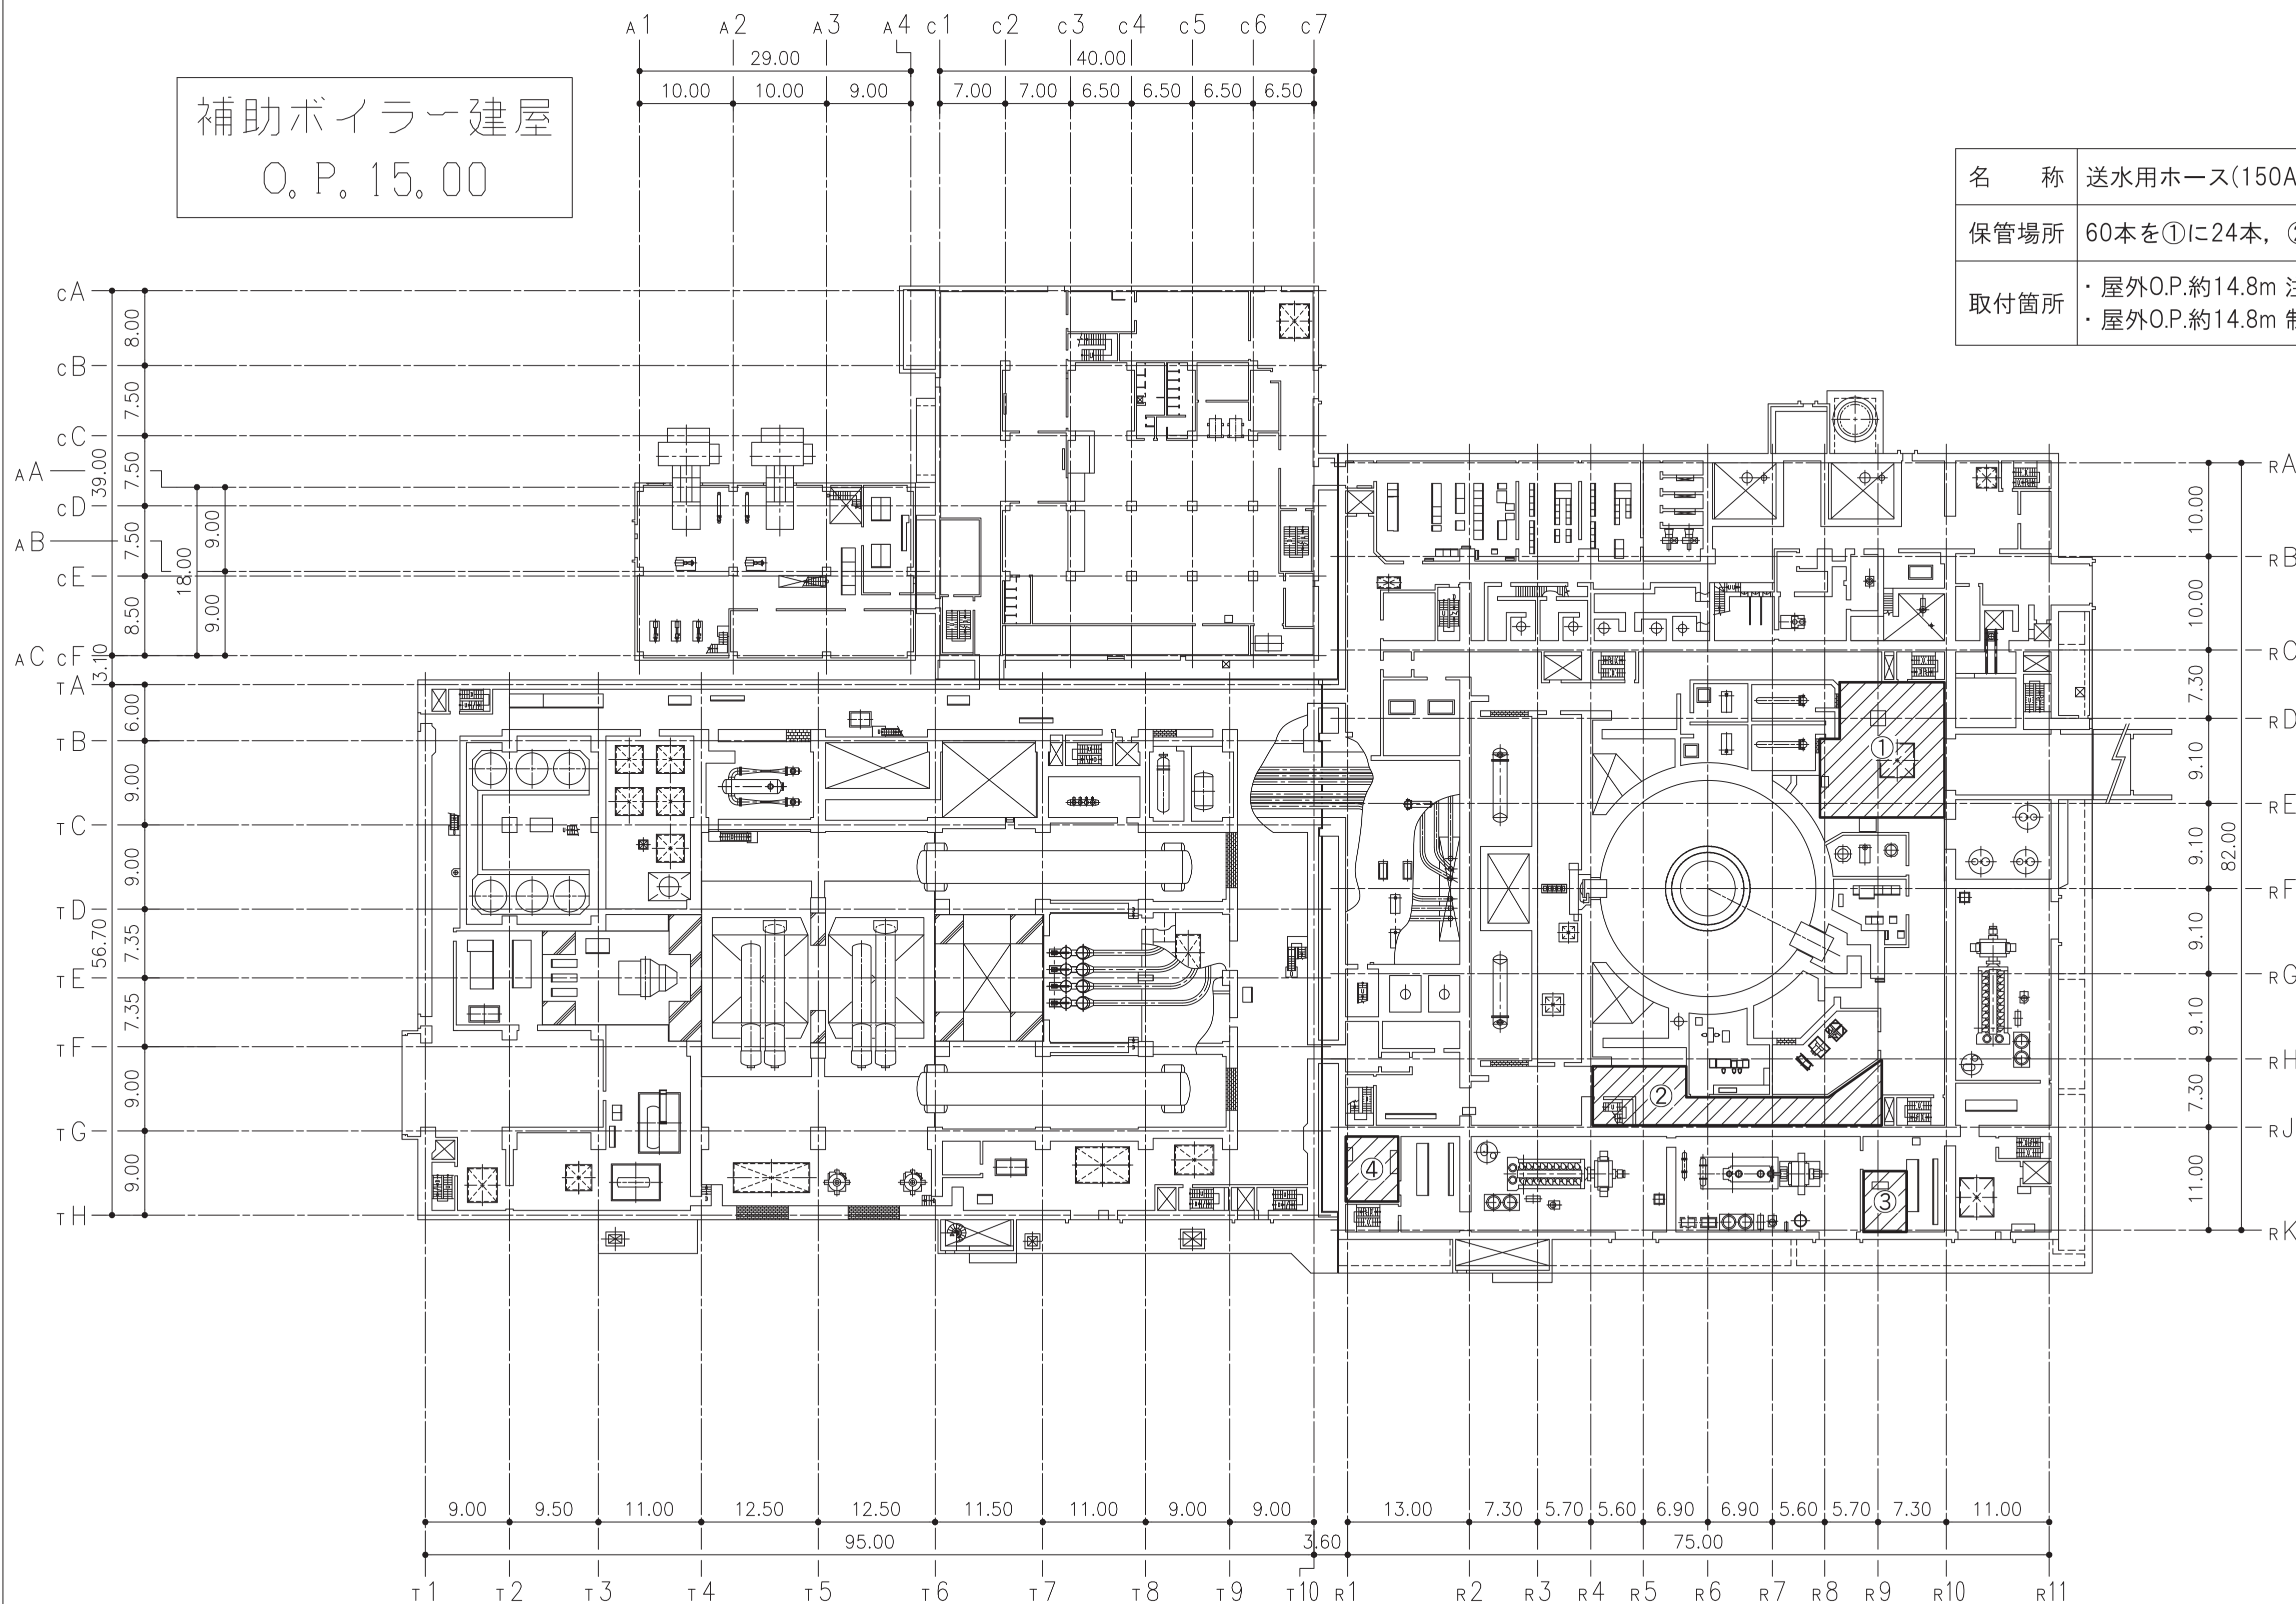 A1 A2 A3 A4 C1 C2 C3 C4 C5 C6 C7
29.00 40.00
10.00 10.00 9.00 7.00 7.00 6.50 6.50 6.50 6.50
補助ボイラー建屋
O.P.15.00
名　称 送水用ホース(150A
保管場所 60本を①に24本，
取付箇所 ・屋外O.P.約14.8m
・屋外O.P.約14.8m
CA
8.00
CB
7.50
CC
AA
39.00
7.50
CD
AB
7.50
18.00
9.00
CE
8.50
9.00
AC CF
3.10
TA
6.00
TB
9.00
TC
9.00
TD
56.70
7.35
TE
7.35
TF
9.00
TG
9.00
TH
RA
10.00
RB
10.00
RC
7.30
RD
9.10
RE
9.10
82.00
RF
9.10
RG
9.10
RH
7.30
RJ
11.00
RK
①
②
④
③
9.00 9.50 11.00 12.50 12.50 11.50 11.00 9.00 9.00 13.00 7.30 5.70 5.60 6.90 6.90 5.60 5.70 7.30 11.00
95.00 3.60 75.00
T1 T2 T3 T4 T5 T6 T7 T8 T9 T10 R1 R2 R3 R4 R5 R6 R7 R8 R9 R10 R11